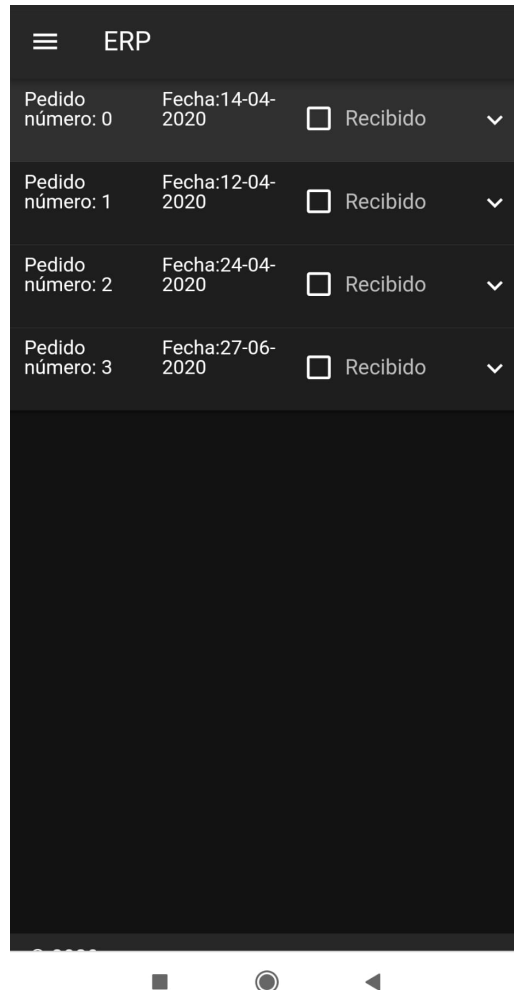 ERP
Pedido número: 0
Fecha:14-04-2020
Recibido
Pedido número: 1
Fecha:12-04-2020
Recibido
Pedido número: 2
Fecha:24-04-2020
Recibido
Pedido número: 3
Fecha:27-06-2020
Recibido